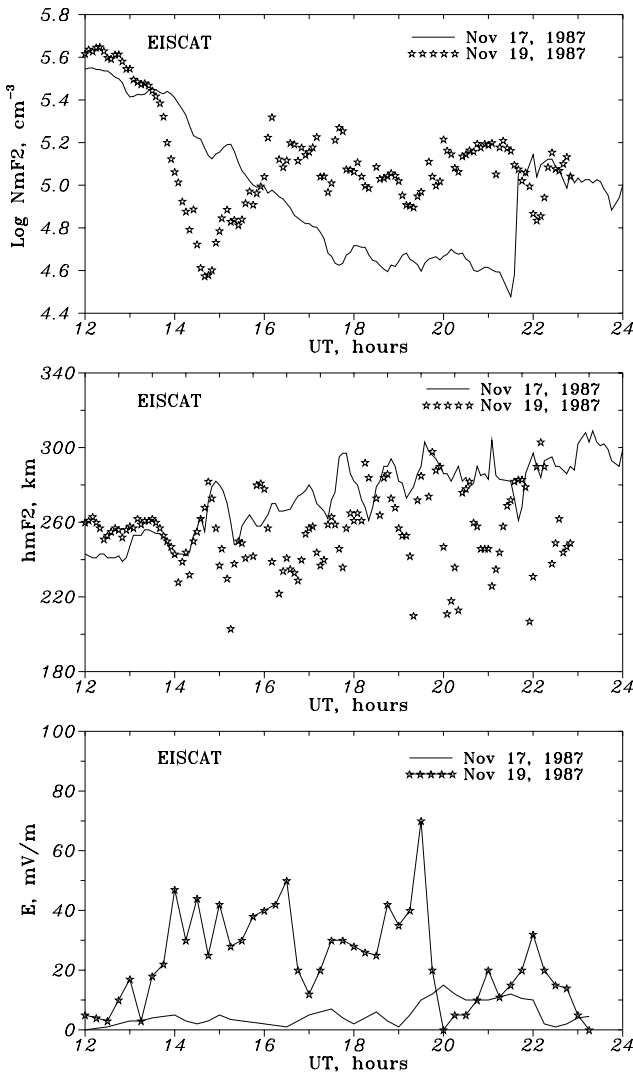 5.8
EISCAT
Nov 17, 1987
Nov 19, 1987
5.6
5.4
5.2
5.0
4.8
4.6
4.4
Log NmF2, cm⁻³
12 14 16 18 20 22 24
UT, hours
340
EISCAT
Nov 17, 1987
Nov 19, 1987
300
260
220
180
hmF2, km
12 14 16 18 20 22 24
UT, hours
100
EISCAT
Nov 17, 1987
Nov 19, 1987
80
60
40
20
0
E, mV/m
12 14 16 18 20 22 24
UT, hours